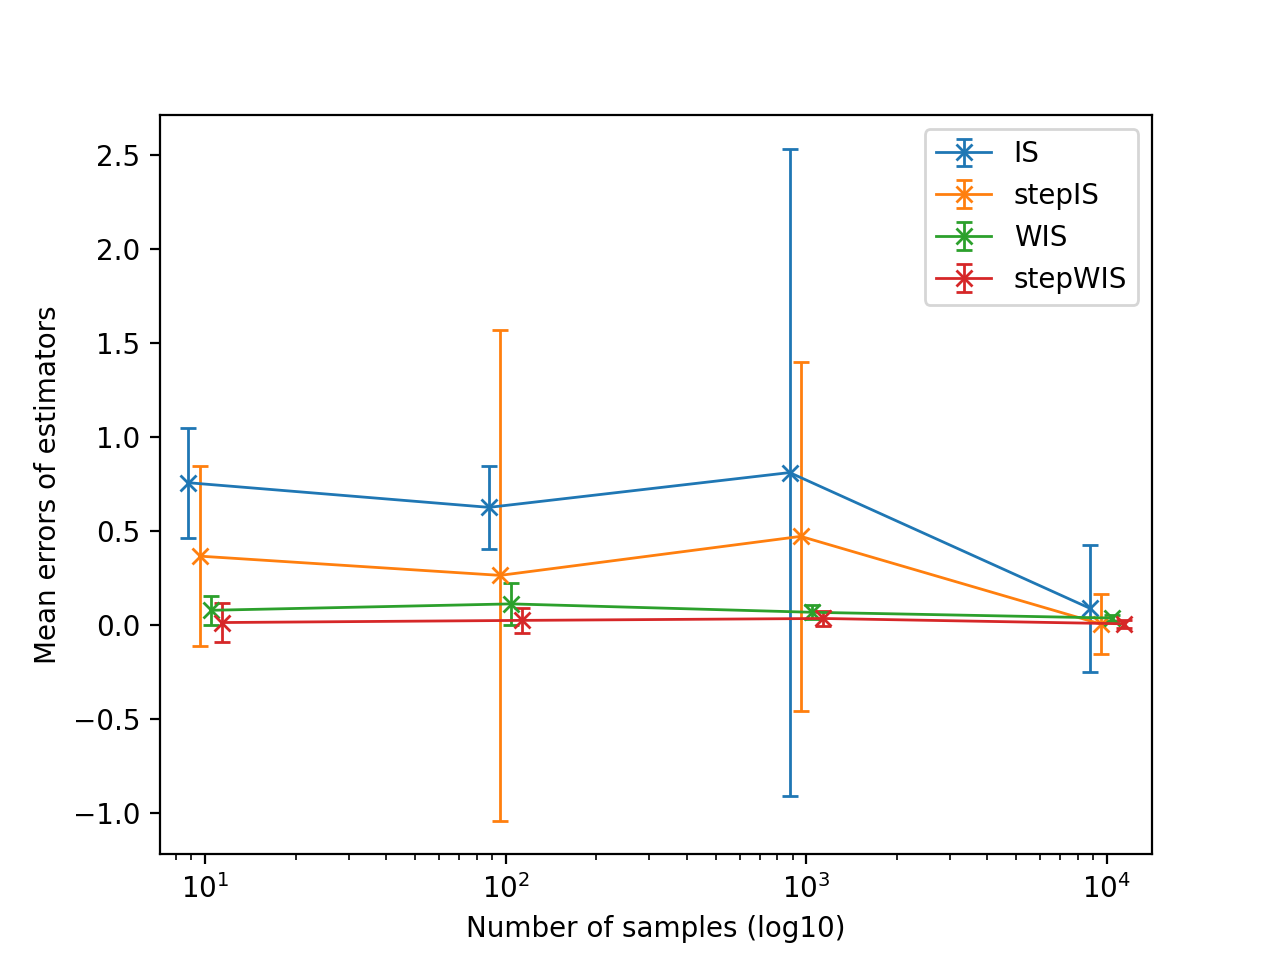 2.5
2.0
1.5
1.0
0.5
0.0
−0.5
−1.0
Mean errors of estimators
IS
stepIS
WIS
stepWIS
10¹ 10² 10³ 10⁴
Number of samples (log10)